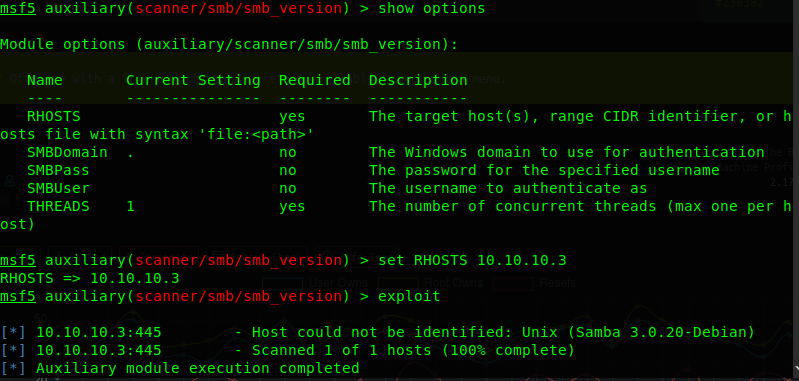 msf5 auxiliary(scanner/smb/smb_version) > show options
Module options (auxiliary/scanner/smb/smb_version):
Name Current Setting Required Description
---- --------------- -------- -----------
RHOSTS yes The target host(s), range CIDR identifier, or h
osts file with syntax 'file:<path>'
SMBDomain . no The Windows domain to use for authentication
SMBPass no The password for the specified username
SMBUser no The username to authenticate as
THREADS 1 yes The number of concurrent threads (max one per h
ost)
msf5 auxiliary(scanner/smb/smb_version) > set RHOSTS 10.10.10.3
RHOSTS => 10.10.10.3
msf5 auxiliary(scanner/smb/smb_version) > exploit
[*] 10.10.10.3:445 - Host could not be identified: Unix (Samba 3.0.20-Debian)
[*] 10.10.10.3:445 - Scanned 1 of 1 hosts (100% complete)
[*] Auxiliary module execution completed